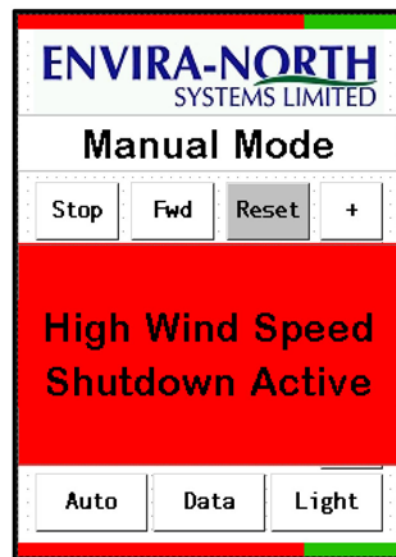 ENVIRA-NORTH
SYSTEMS LIMITED
Manual Mode
Stop Fwd Reset +
High Wind Speed
Shutdown Active
Auto Data Light